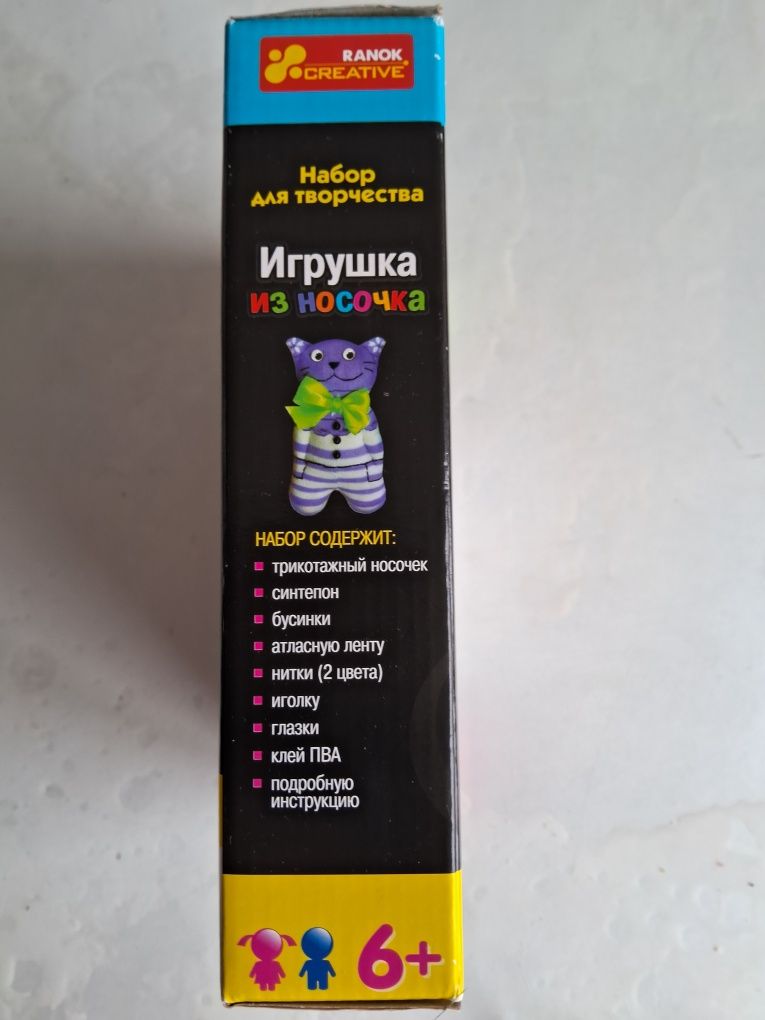 RANOK
CREATIVE
Набор
для творчества
Игрушка
из носочка
НАБОР СОДЕРЖИТ:
трикотажный носочек
синтепон
бусинки
атласную ленту
нитки (2 цвета)
иголку
глазки
клей ПВА
подробную
инструкцию
6+